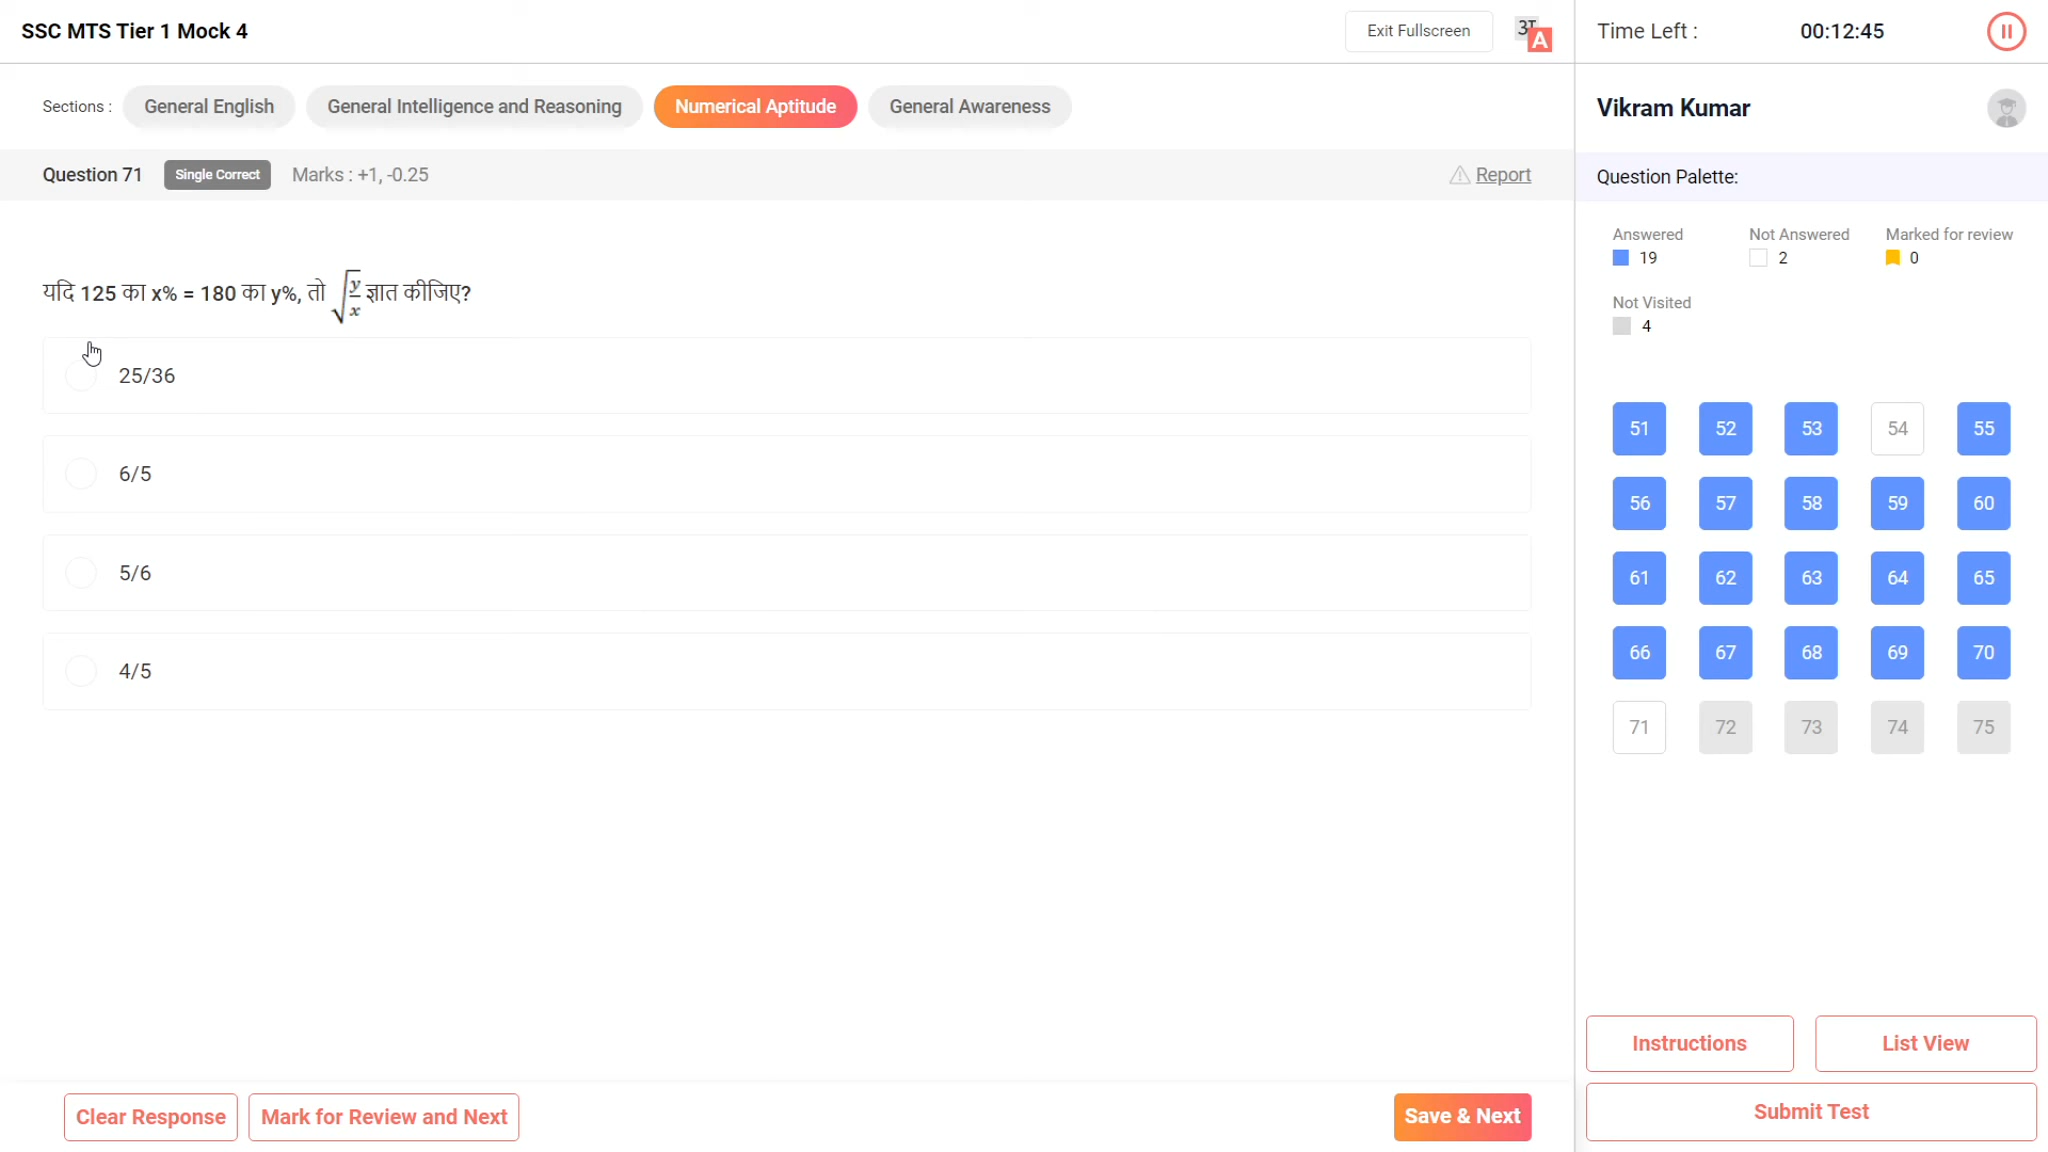 SSC MTS Tier 1 Mock 4
Exit Fullscreen
अ A
Time Left : 00:12:45
Sections : General English General Intelligence and Reasoning Numerical Aptitude General Awareness
Vikram Kumar
Question 71 Single Correct Marks : +1, -0.25 Report
Question Palette:
यदि 125 का x% = 180 का y%, तो √(y/x) ज्ञात कीजिए?
25/36
6/5
5/6
4/5
Answered Not Answered Marked for review
19 2 0
Not Visited
4
51 52 53 54 55
56 57 58 59 60
61 62 63 64 65
66 67 68 69 70
71 72 73 74 75
Instructions List View
Clear Response Mark for Review and Next Save & Next
Submit Test